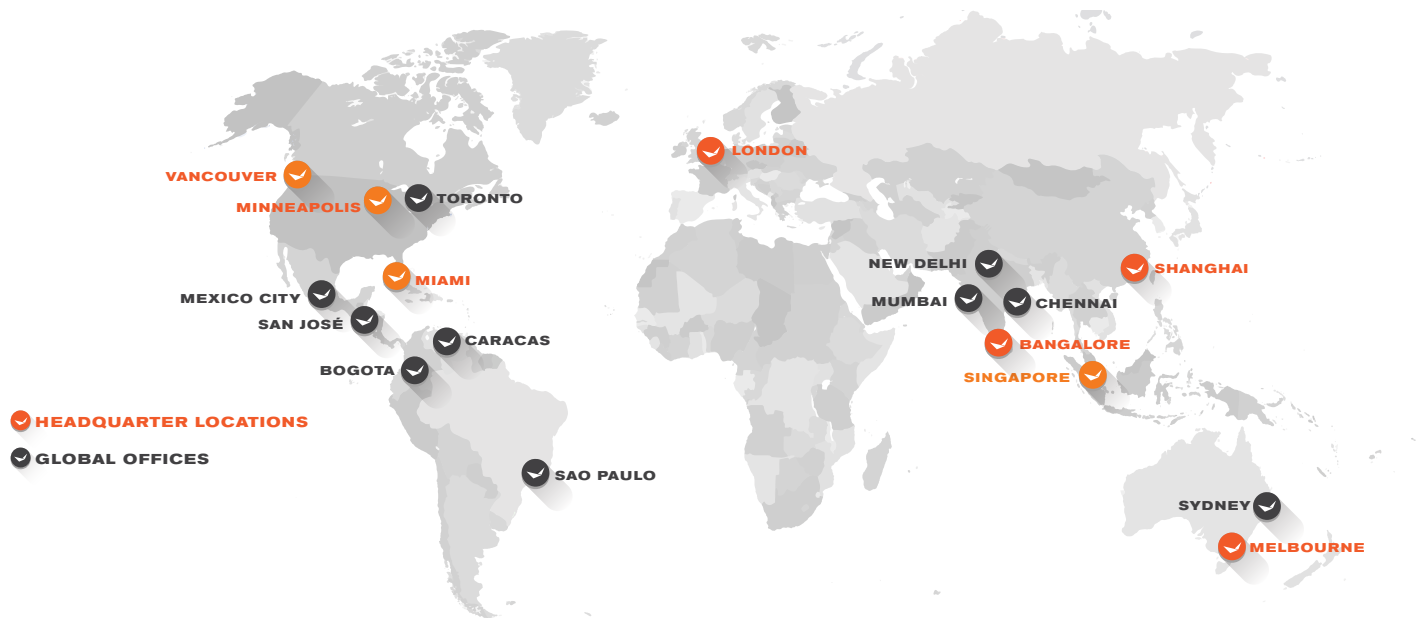 LONDON
VANCOUVER
TORONTO
MINNEAPOLIS
NEW DELHI
SHANGHAI
MIAMI
MEXICO CITY
MUMBAI
CHENNAI
SAN JOSÉ
CARACAS
BANGALORE
BOGOTA
SINGAPORE
HEADQUARTER LOCATIONS
GLOBAL OFFICES
SAO PAULO
SYDNEY
MELBOURNE